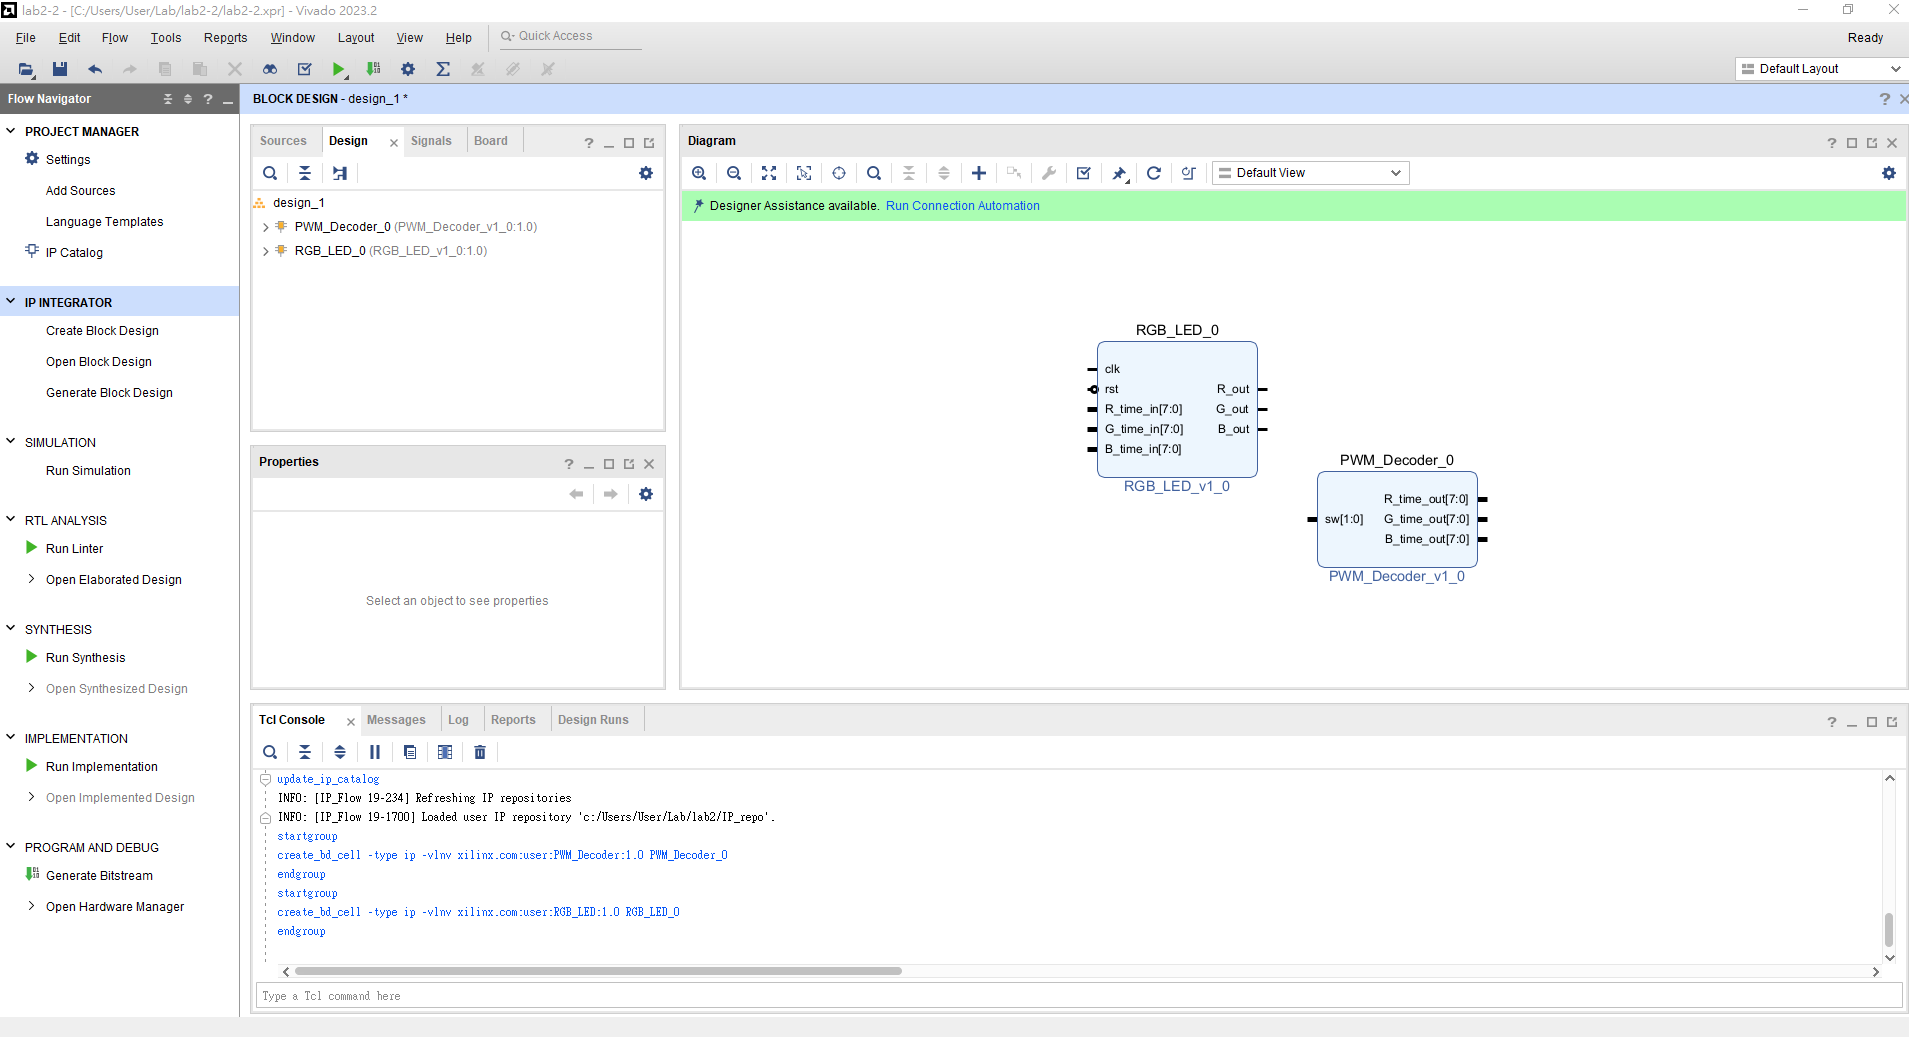 lab2-2 - [C:/Users/User/Lab/lab2-2/lab2-2.xpr] - Vivado 2023.2
File Edit Flow Tools Reports Window Layout View Help Quick Access
Ready
Default Layout
Flow Navigator
PROJECT MANAGER
Settings
Add Sources
Language Templates
IP Catalog
IP INTEGRATOR
Create Block Design
Open Block Design
Generate Block Design
SIMULATION
Run Simulation
RTL ANALYSIS
Run Linter
Open Elaborated Design
SYNTHESIS
Run Synthesis
Open Synthesized Design
IMPLEMENTATION
Run Implementation
Open Implemented Design
PROGRAM AND DEBUG
Generate Bitstream
Open Hardware Manager
BLOCK DESIGN - design_1 *
Sources Design Signals Board
design_1
PWM_Decoder_0 (PWM_Decoder_v1_0:1.0)
RGB_LED_0 (RGB_LED_v1_0:1.0)
Properties
Select an object to see properties
Diagram
Default View
Designer Assistance available. Run Connection Automation
RGB_LED_0
clk
rst R_out
R_time_in[7:0] G_out
G_time_in[7:0] B_out
B_time_in[7:0]
RGB_LED_v1_0
PWM_Decoder_0
R_time_out[7:0]
sw[1:0] G_time_out[7:0]
B_time_out[7:0]
PWM_Decoder_v1_0
Tcl Console Messages Log Reports Design Runs
update_ip_catalog
INFO: [IP_Flow 19-234] Refreshing IP repositories
INFO: [IP_Flow 19-1700] Loaded user IP repository 'c:/Users/User/Lab/lab2/IP_repo'.
startgroup
create_bd_cell -type ip -vlnv xilinx.com:user:PWM_Decoder:1.0 PWM_Decoder_0
endgroup
startgroup
create_bd_cell -type ip -vlnv xilinx.com:user:RGB_LED:1.0 RGB_LED_0
endgroup
Type a Tcl command here